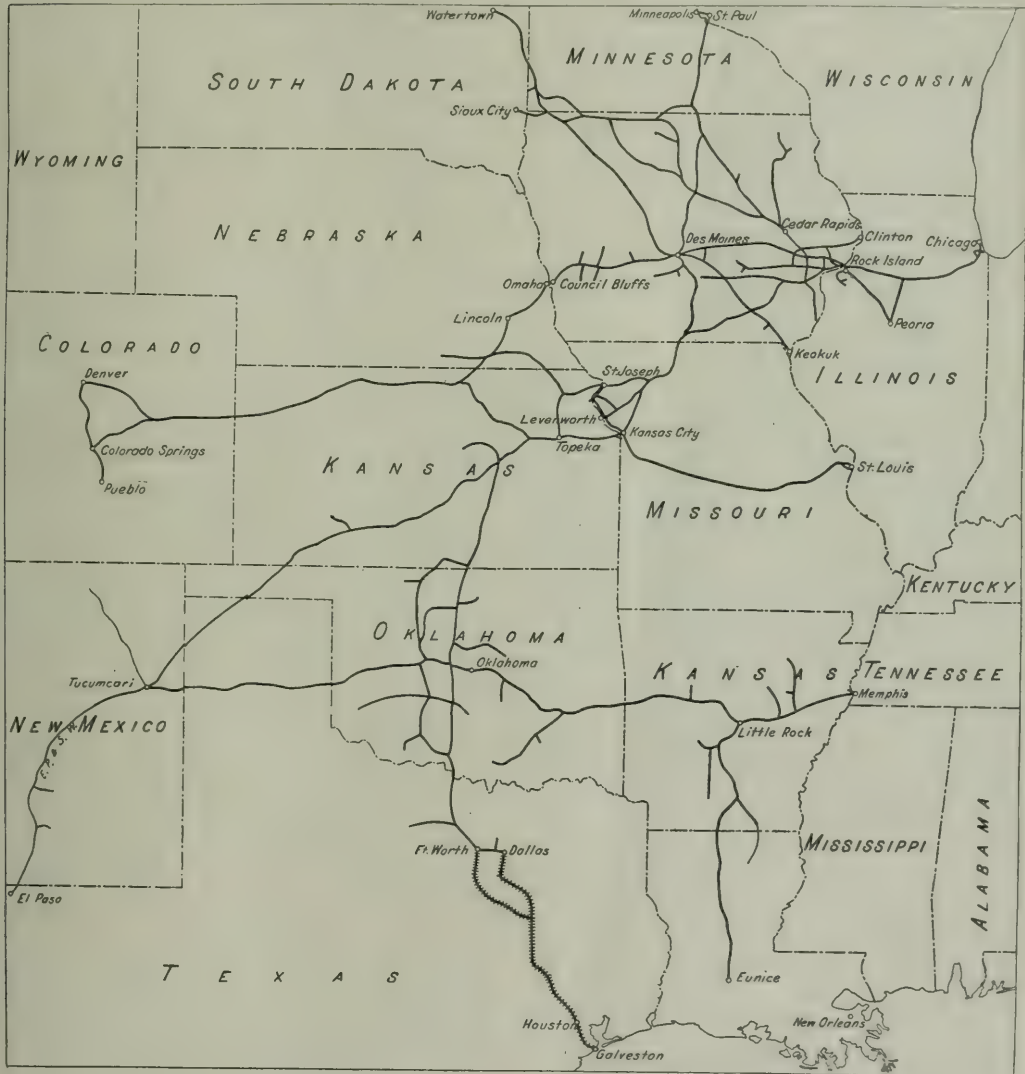 Watertown
Minneapolis
St. Paul
MINNESOTA
WISCONSIN
SOUTH DAKOTA
Sioux City
WYOMING
NEBRASKA
Cedar Rapids
Clinton
Des Moines
Chicago
Rock Island
Omaha
Council Bluffs
Lincoln
Peoria
COLORADO
Keokuk
ILLINOIS
Denver
St. Joseph
Levenworth
Kansas City
Topeka
Colorado Springs
KANSAS
St. Louis
Pueblo
MISSOURI
KENTUCKY
OKLAHOMA
Oklahoma
KANSAS
TENNESSEE
Tucumcari
Memphis
NEW MEXICO
Little Rock
E. P. & S. W.
ALABAMA
MISSISSIPPI
Ft. Worth
Dallas
El Paso
TEXAS
Eunice
Houston
New Orleans
Galveston